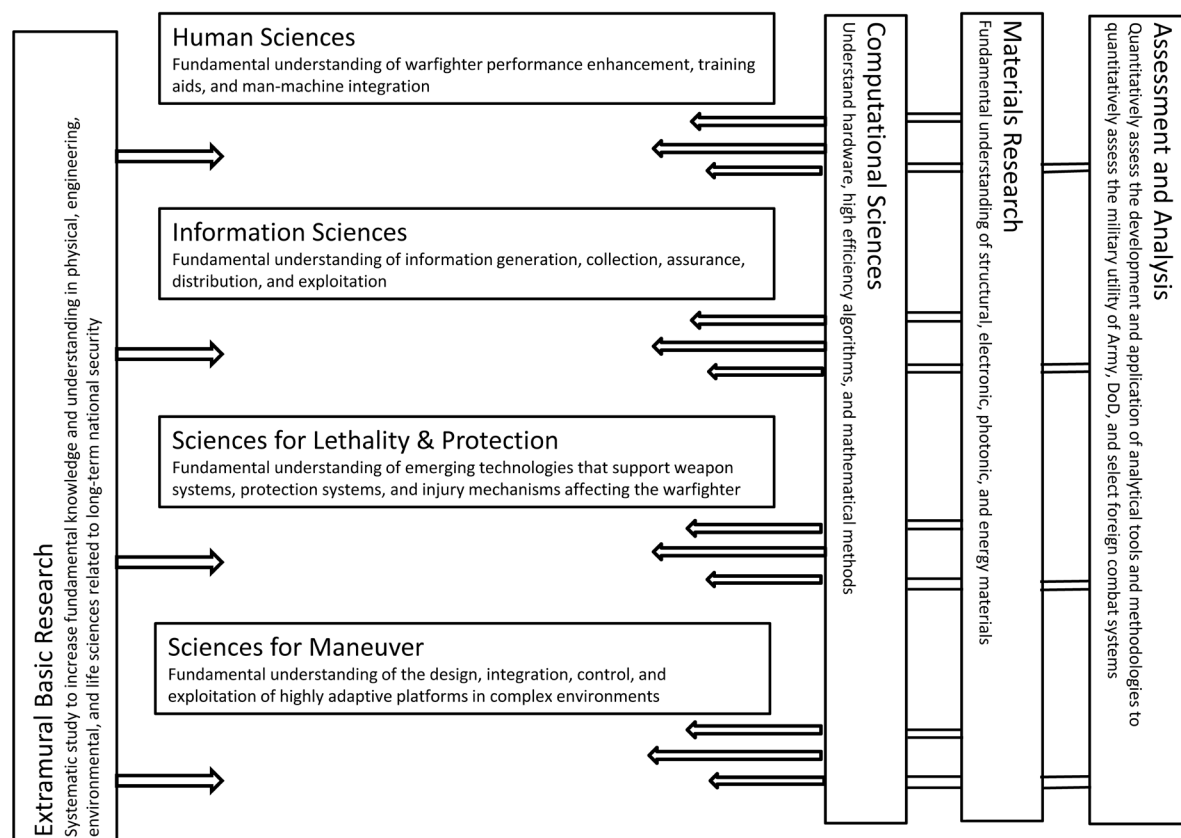 Extramural Basic Research
Systematic study to increase fundamental knowledge and understanding in physical, engineering,
environmental, and life sciences related to long-term national security
Human Sciences
Fundamental understanding of warfighter performance enhancement, training
aids, and man-machine integration
Information Sciences
Fundamental understanding of information generation, collection, assurance,
distribution, and exploitation
Sciences for Lethality & Protection
Fundamental understanding of emerging technologies that support weapon
systems, protection systems, and injury mechanisms affecting the warfighter
Sciences for Maneuver
Fundamental understanding of the design, integration, control, and
exploitation of highly adaptive platforms in complex environments
Computational Sciences
Understand hardware, high efficiency algorithms, and mathematical methods
Materials Research
Fundamental understanding of structural, electronic, photonic, and energy materials
Assessment and Analysis
Quantitatively assess the development and application of analytical tools and methodologies to
quantitatively assess the military utility of Army, DoD, and select foreign combat systems